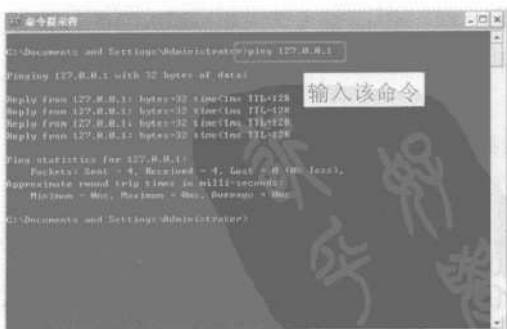 命令提示符
C:\Documents and Settings\Administrator>ping 127.0.0.1
Pinging 127.0.0.1 with 32 bytes of data:
输入该命令
Reply from 127.0.0.1: bytes=32 time<1ms TTL=128
Reply from 127.0.0.1: bytes=32 time<1ms TTL=128
Reply from 127.0.0.1: bytes=32 time<1ms TTL=128
Reply from 127.0.0.1: bytes=32 time<1ms TTL=128
Ping statistics for 127.0.0.1:
Packets: Sent = 4, Received = 4, Lost = 0 (0% loss),
Approximate round trip times in milli-seconds:
Minimum = 0ms, Maximum = 0ms, Average = 0ms
C:\Documents and Settings\Administrator>